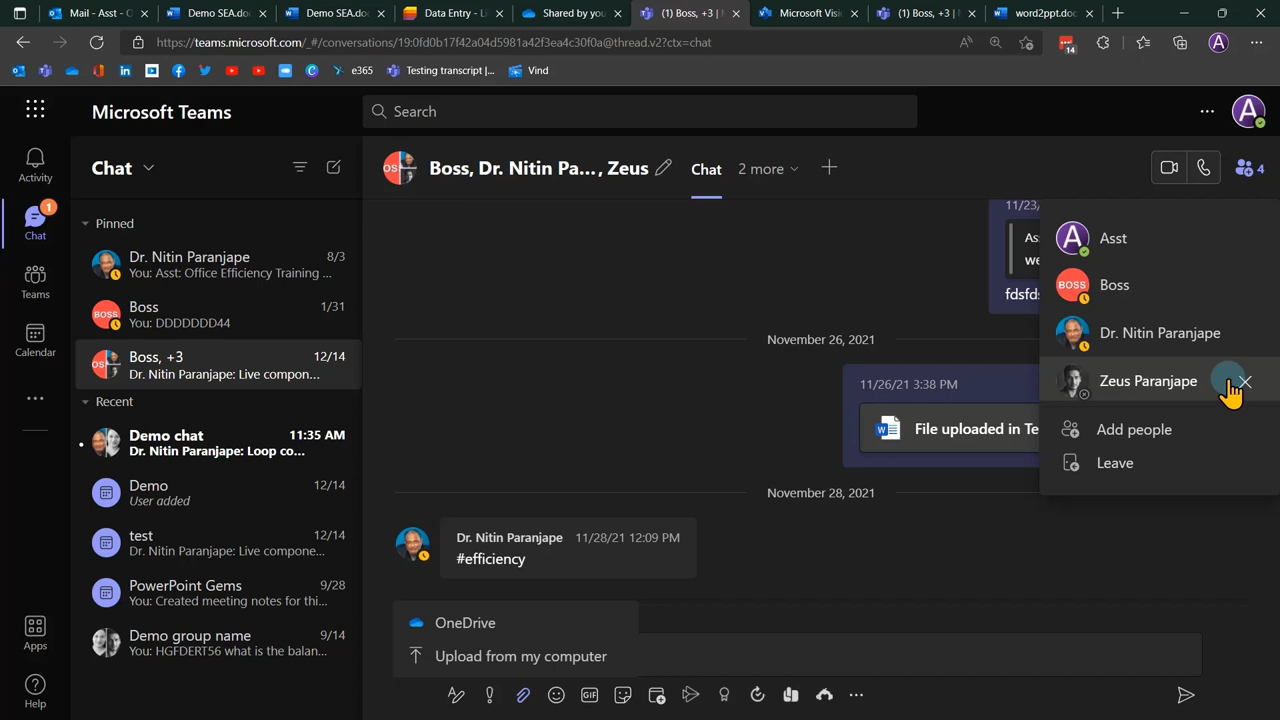 Mail - Asst - O
Demo SEA.doc
Demo SEA.doc
Data Entry - Li
Shared by you
(1) Boss, +3 | M
Microsoft Visi
(1) Boss, +3 | M
word2ppt.doc
https://teams.microsoft.com/_#/conversations/19:0fd0b17f42a04d5981a42f3ea4c30f0a@thread.v2?ctx=chat
14
e365
Testing transcript |...
Vind
Microsoft Teams
Search
A
Activity
1
Chat
Teams
Calendar
Apps
Help
Chat
Pinned
Dr. Nitin Paranjape 8/3
You: Asst: Office Efficiency Training ...
Boss 1/31
You: DDDDDDD44
Boss, +3 12/14
Dr. Nitin Paranjape: Live compon...
Recent
Demo chat 11:35 AM
Dr. Nitin Paranjape: Loop co...
Demo 12/14
User added
test 12/14
Dr. Nitin Paranjape: Live compone...
PowerPoint Gems 9/28
You: Created meeting notes for thi...
Demo group name 9/14
You: HGFDERT56 what is the balan...
Boss, Dr. Nitin Pa..., Zeus
Chat
2 more
4
11/23/
As
we
fdsfds
November 26, 2021
11/26/21 3:38 PM
File uploaded in Te
November 28, 2021
Dr. Nitin Paranjape 11/28/21 12:09 PM
#efficiency
OneDrive
Upload from my computer
GIF
A
Asst
BOSS
Boss
Dr. Nitin Paranjape
Zeus Paranjape
Add people
Leave